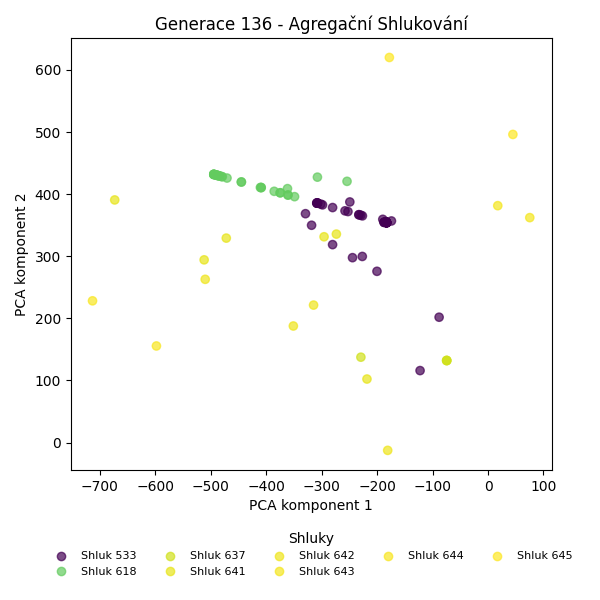 Generace 136 - Agregační Shlukování
PCA komponent 2
600
500
400
300
200
100
0
−700 −600 −500 −400 −300 −200 −100 0 100
PCA komponent 1
Shluky
Shluk 533 Shluk 637 Shluk 642 Shluk 644 Shluk 645
Shluk 618 Shluk 641 Shluk 643